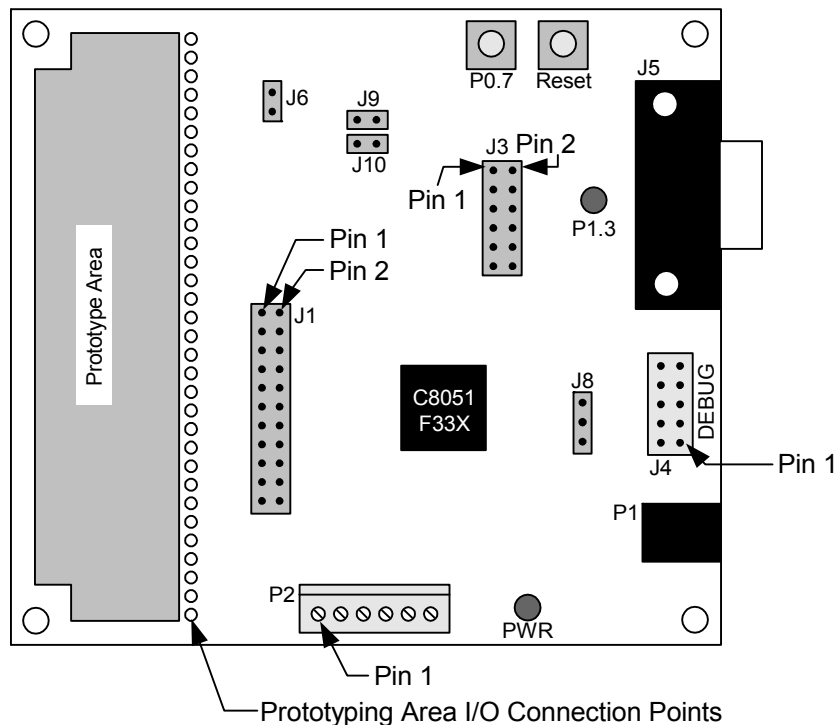 P0.7
Reset
J5
J6
J9
J10
J3
Pin 2
Pin 1
P1.3
Pin 1
Pin 2
J1
Prototype Area
C8051
F33X
J8
DEBUG
J4
Pin 1
P1
P2
PWR
Pin 1
Prototyping Area I/O Connection Points